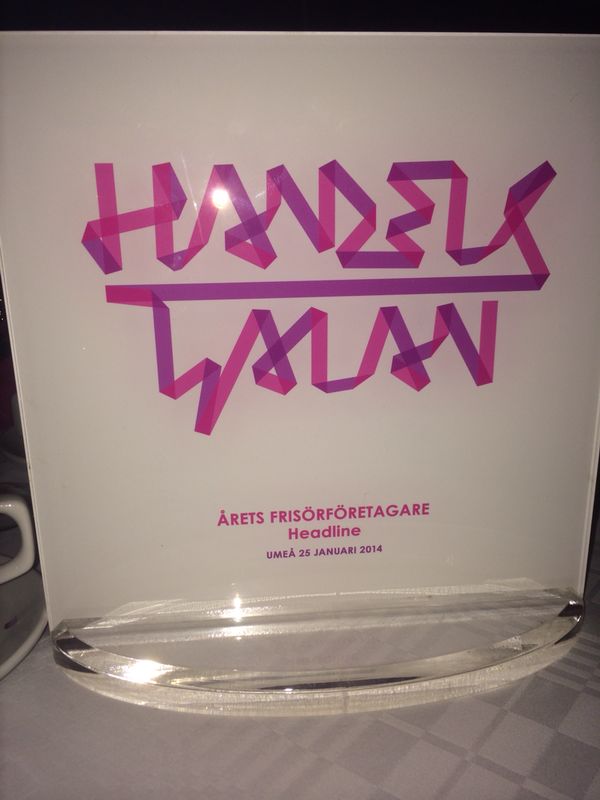 HANDELS
GALAN
ÅRETS FRISÖRFÖRETAGARE
Headline
UMEÅ 25 JANUARI 2014